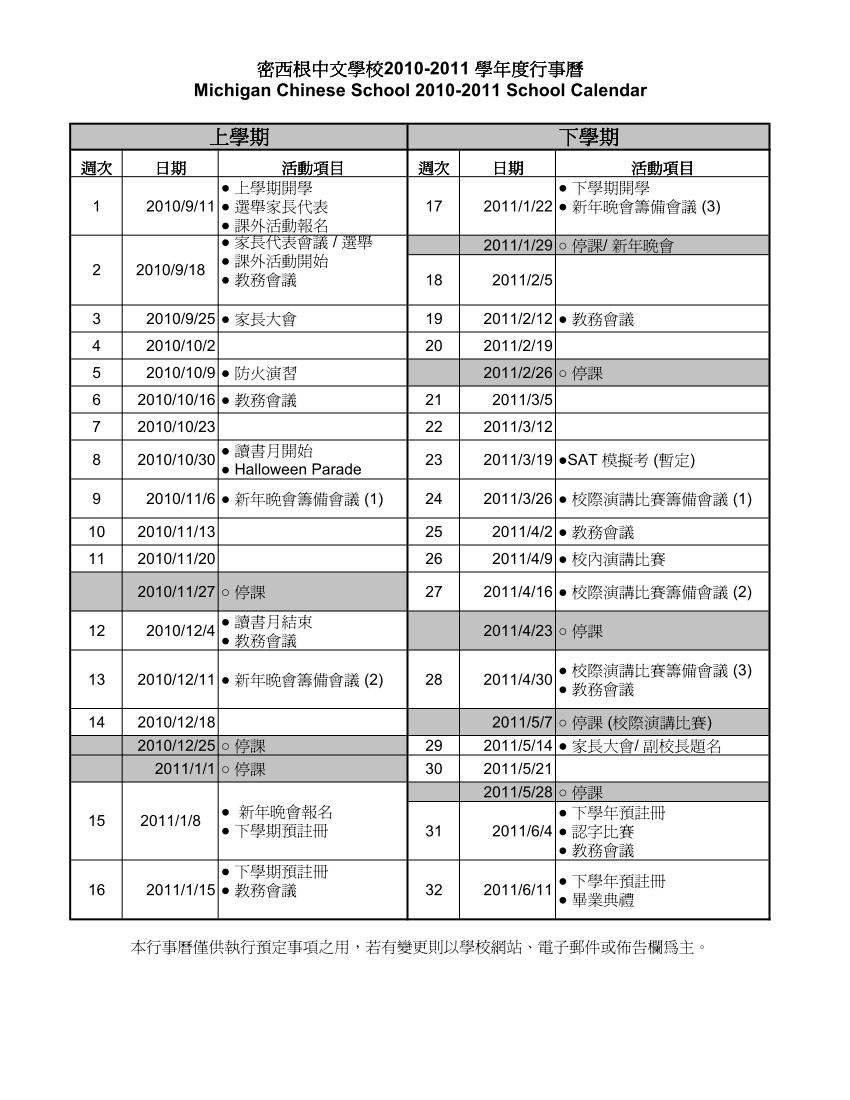 密西根中文學校2010-2011 學年度行事曆
Michigan Chinese School 2010-2011 School Calendar
上學期
週次 日期 活動項目
1 2010/9/11 ● 上學期開學
● 選舉家長代表
● 課外活動報名
2 2010/9/18 ● 家長代表會議 / 選舉
● 課外活動開始
● 教務會議
3 2010/9/25 ● 家長大會
4 2010/10/2
5 2010/10/9 ● 防火演習
6 2010/10/16 ● 教務會議
7 2010/10/23
8 2010/10/30 ● 讀書月開始
● Halloween Parade
9 2010/11/6 ● 新年晚會籌備會議 (1)
10 2010/11/13
11 2010/11/20
2010/11/27 ○ 停課
12 2010/12/4 ● 讀書月結束
● 教務會議
13 2010/12/11 ● 新年晚會籌備會議 (2)
14 2010/12/18
2010/12/25 ○ 停課
2011/1/1 ○ 停課
15 2011/1/8 ● 新年晚會報名
● 下學期預註冊
16 2011/1/15 ● 下學期預註冊
● 教務會議
下學期
週次 日期 活動項目
17 2011/1/22 ● 下學期開學
● 新年晚會籌備會議 (3)
2011/1/29 ○ 停課/ 新年晚會
18 2011/2/5
19 2011/2/12 ● 教務會議
20 2011/2/19
2011/2/26 ○ 停課
21 2011/3/5
22 2011/3/12
23 2011/3/19 ●SAT 模擬考 (暫定)
24 2011/3/26 ● 校際演講比賽籌備會議 (1)
25 2011/4/2 ● 教務會議
26 2011/4/9 ● 校內演講比賽
27 2011/4/16 ● 校際演講比賽籌備會議 (2)
2011/4/23 ○ 停課
28 2011/4/30 ● 校際演講比賽籌備會議 (3)
● 教務會議
2011/5/7 ○ 停課 (校際演講比賽)
29 2011/5/14 ● 家長大會/ 副校長題名
30 2011/5/21
2011/5/28 ○ 停課
31 2011/6/4 ● 下學年預註冊
● 認字比賽
● 教務會議
32 2011/6/11 ● 下學年預註冊
● 畢業典禮
本行事曆僅供執行預定事項之用，若有變更則以學校網站、電子郵件或佈告欄爲主。